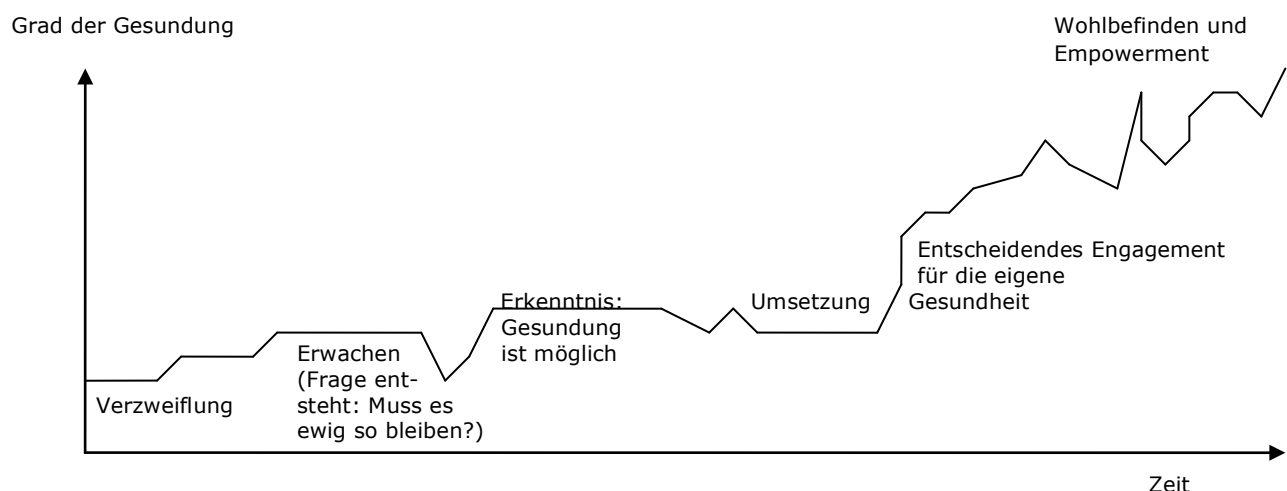 Grad der Gesundung
Wohlbefinden und
Empowerment
Entscheidendes Engagement
für die eigene
Gesundheit
Erkenntnis:
Gesundung
ist möglich
Umsetzung
Erwachen
(Frage ent-
steht: Muss es
ewig so bleiben?)
Verzweiflung
Zeit